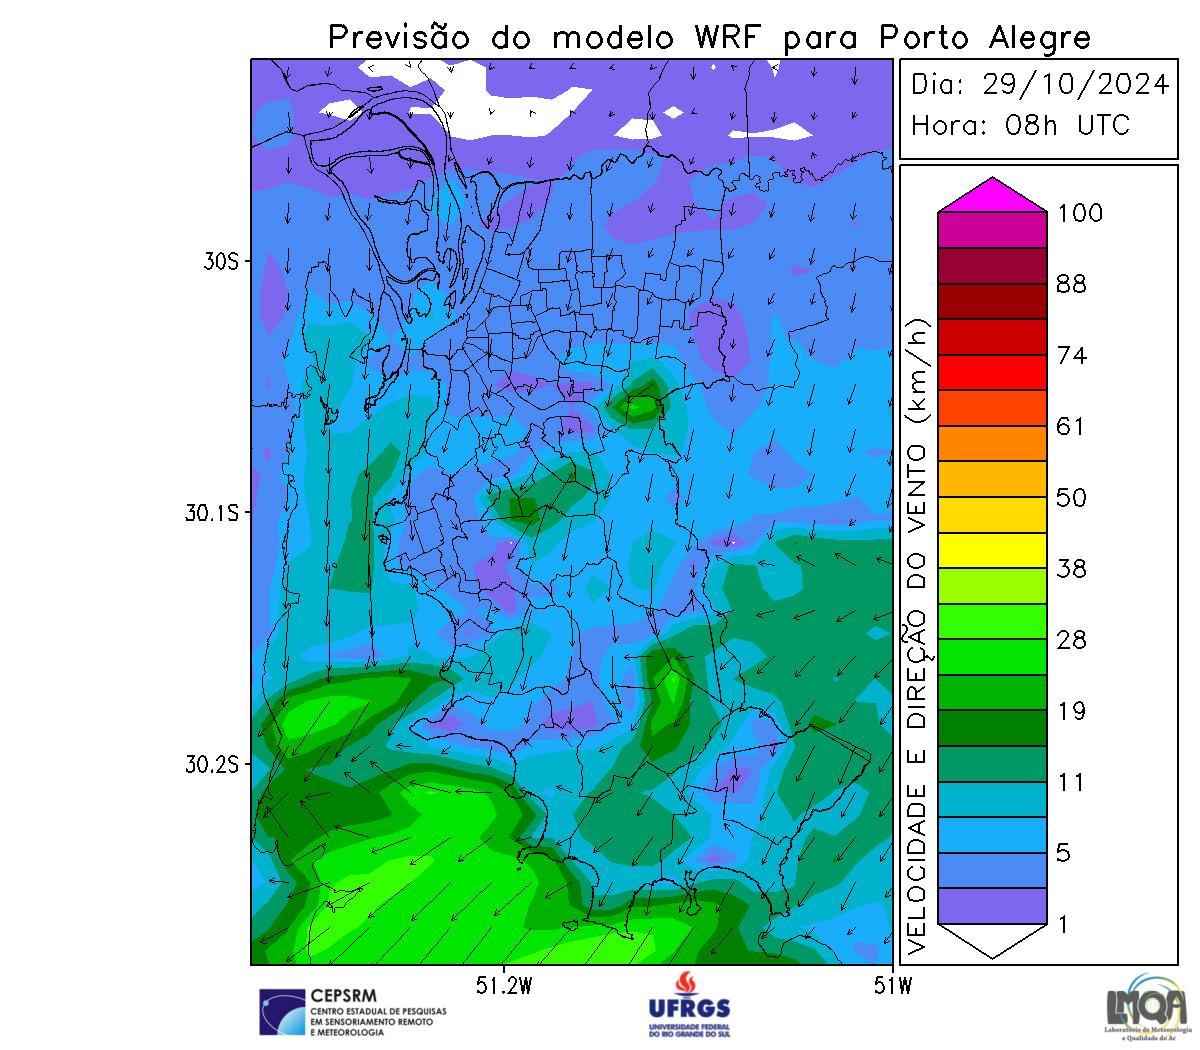 Previsão do modelo WRF para Porto Alegre
Dia: 29/10/2024
Hora: 08h UTC
30S
30.1S
30.2S
51.2W
51W
VELOCIDADE E DIREÇÃO DO VENTO (km/h)
100
88
74
61
50
38
28
19
11
5
1
CEPSRM
CENTRO ESTADUAL DE PESQUISAS
EM SENSORIAMENTO REMOTO
E METEOROLOGIA
UFRGS
UNIVERSIDADE FEDERAL
DO RIO GRANDE DO SUL
LMQA
Laboratório de Meteorologia
e Qualidade do Ar